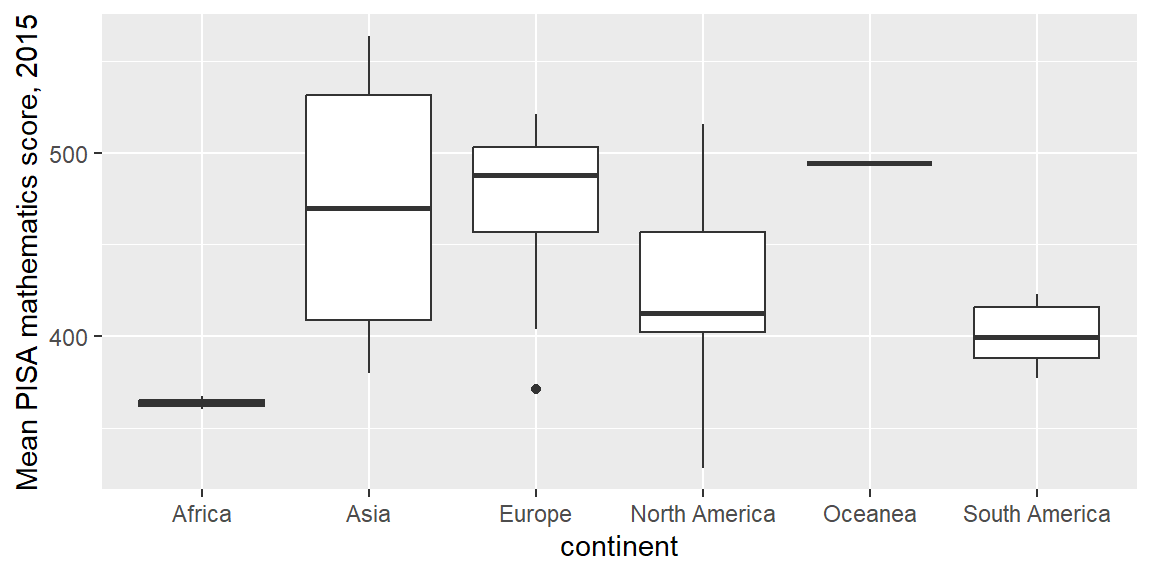 Mean PISA mathematics score, 2015
500
400
Africa
Asia
Europe
North America
Oceanea
South America
continent